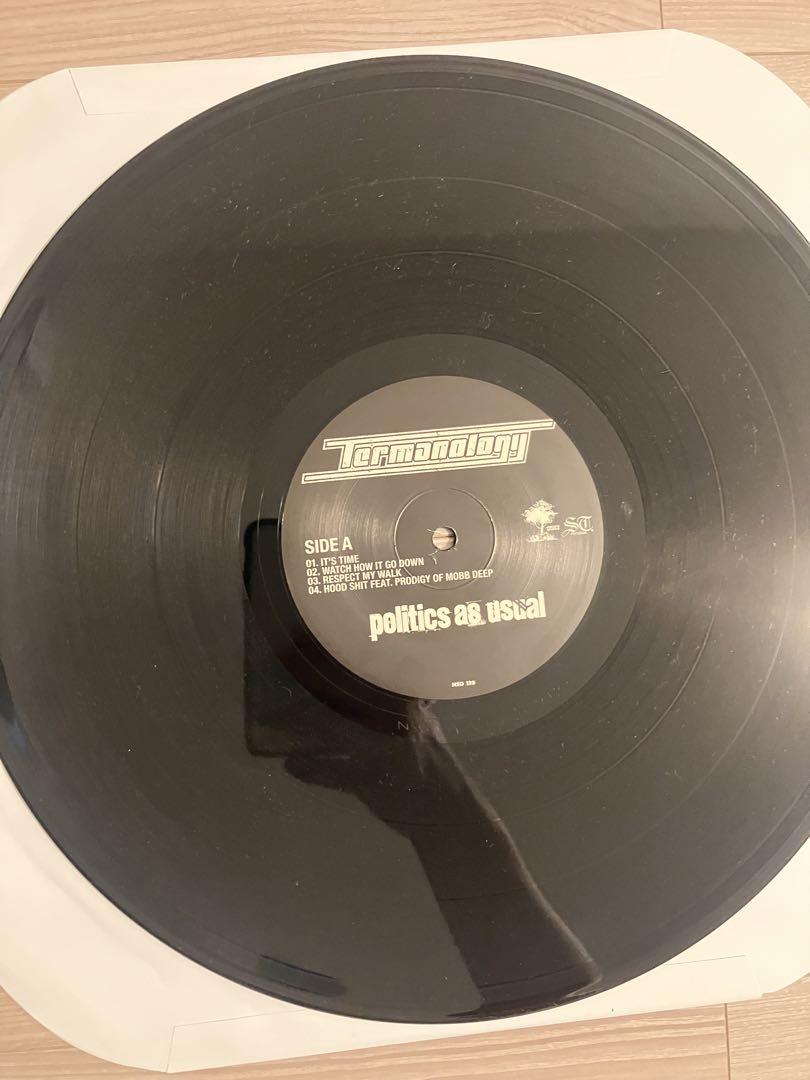 Termanology
S.T.
SIDE A
01. IT'S TIME
02. WATCH HOW IT GO DOWN
03. RESPECT MY WALK
04. HOOD SHIT FEAT. PRODIGY OF MOBB DEEP
politics as usual
NSD 139